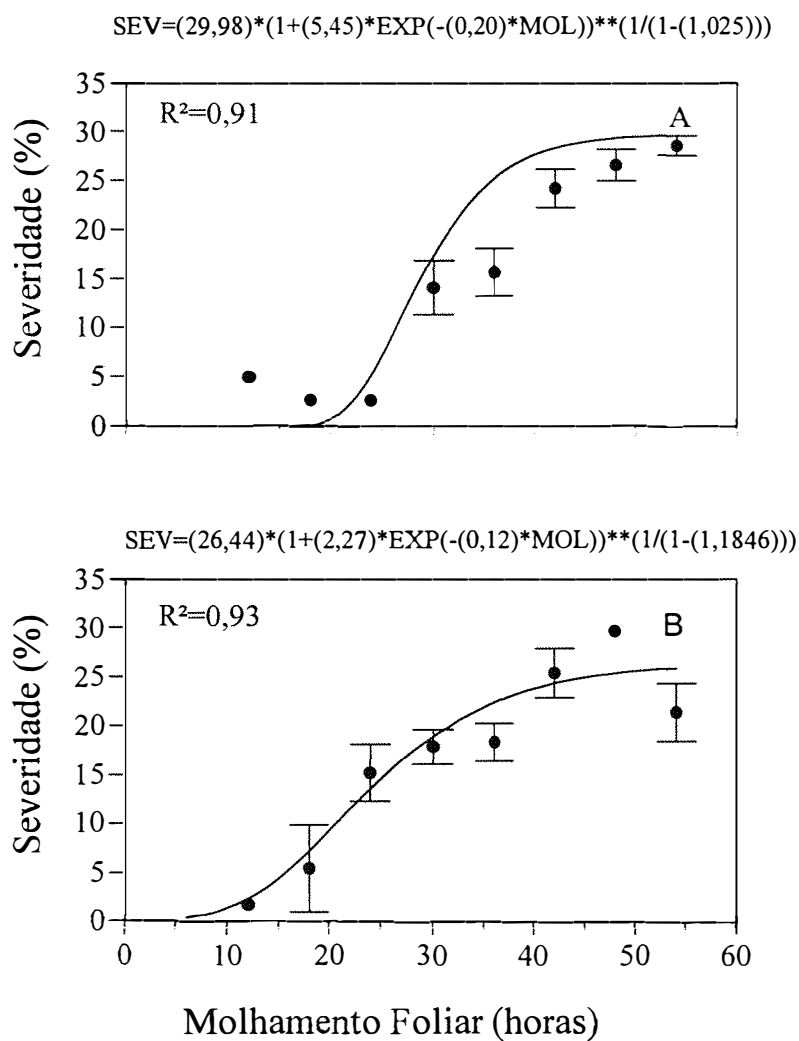 SEV=(29,98)*(1+(5,45)*EXP(-(0,20)*MOL))**(1/(1-(1,025)))
35
30
25
20
15
10
5
0
Severidade (%)
R²=0,91
A
SEV=(26,44)*(1+(2,27)*EXP(-(0,12)*MOL))**(1/(1-(1,1846)))
35
30
25
20
15
10
5
0
Severidade (%)
R²=0,93
B
0 10 20 30 40 50 60
Molhamento Foliar (horas)